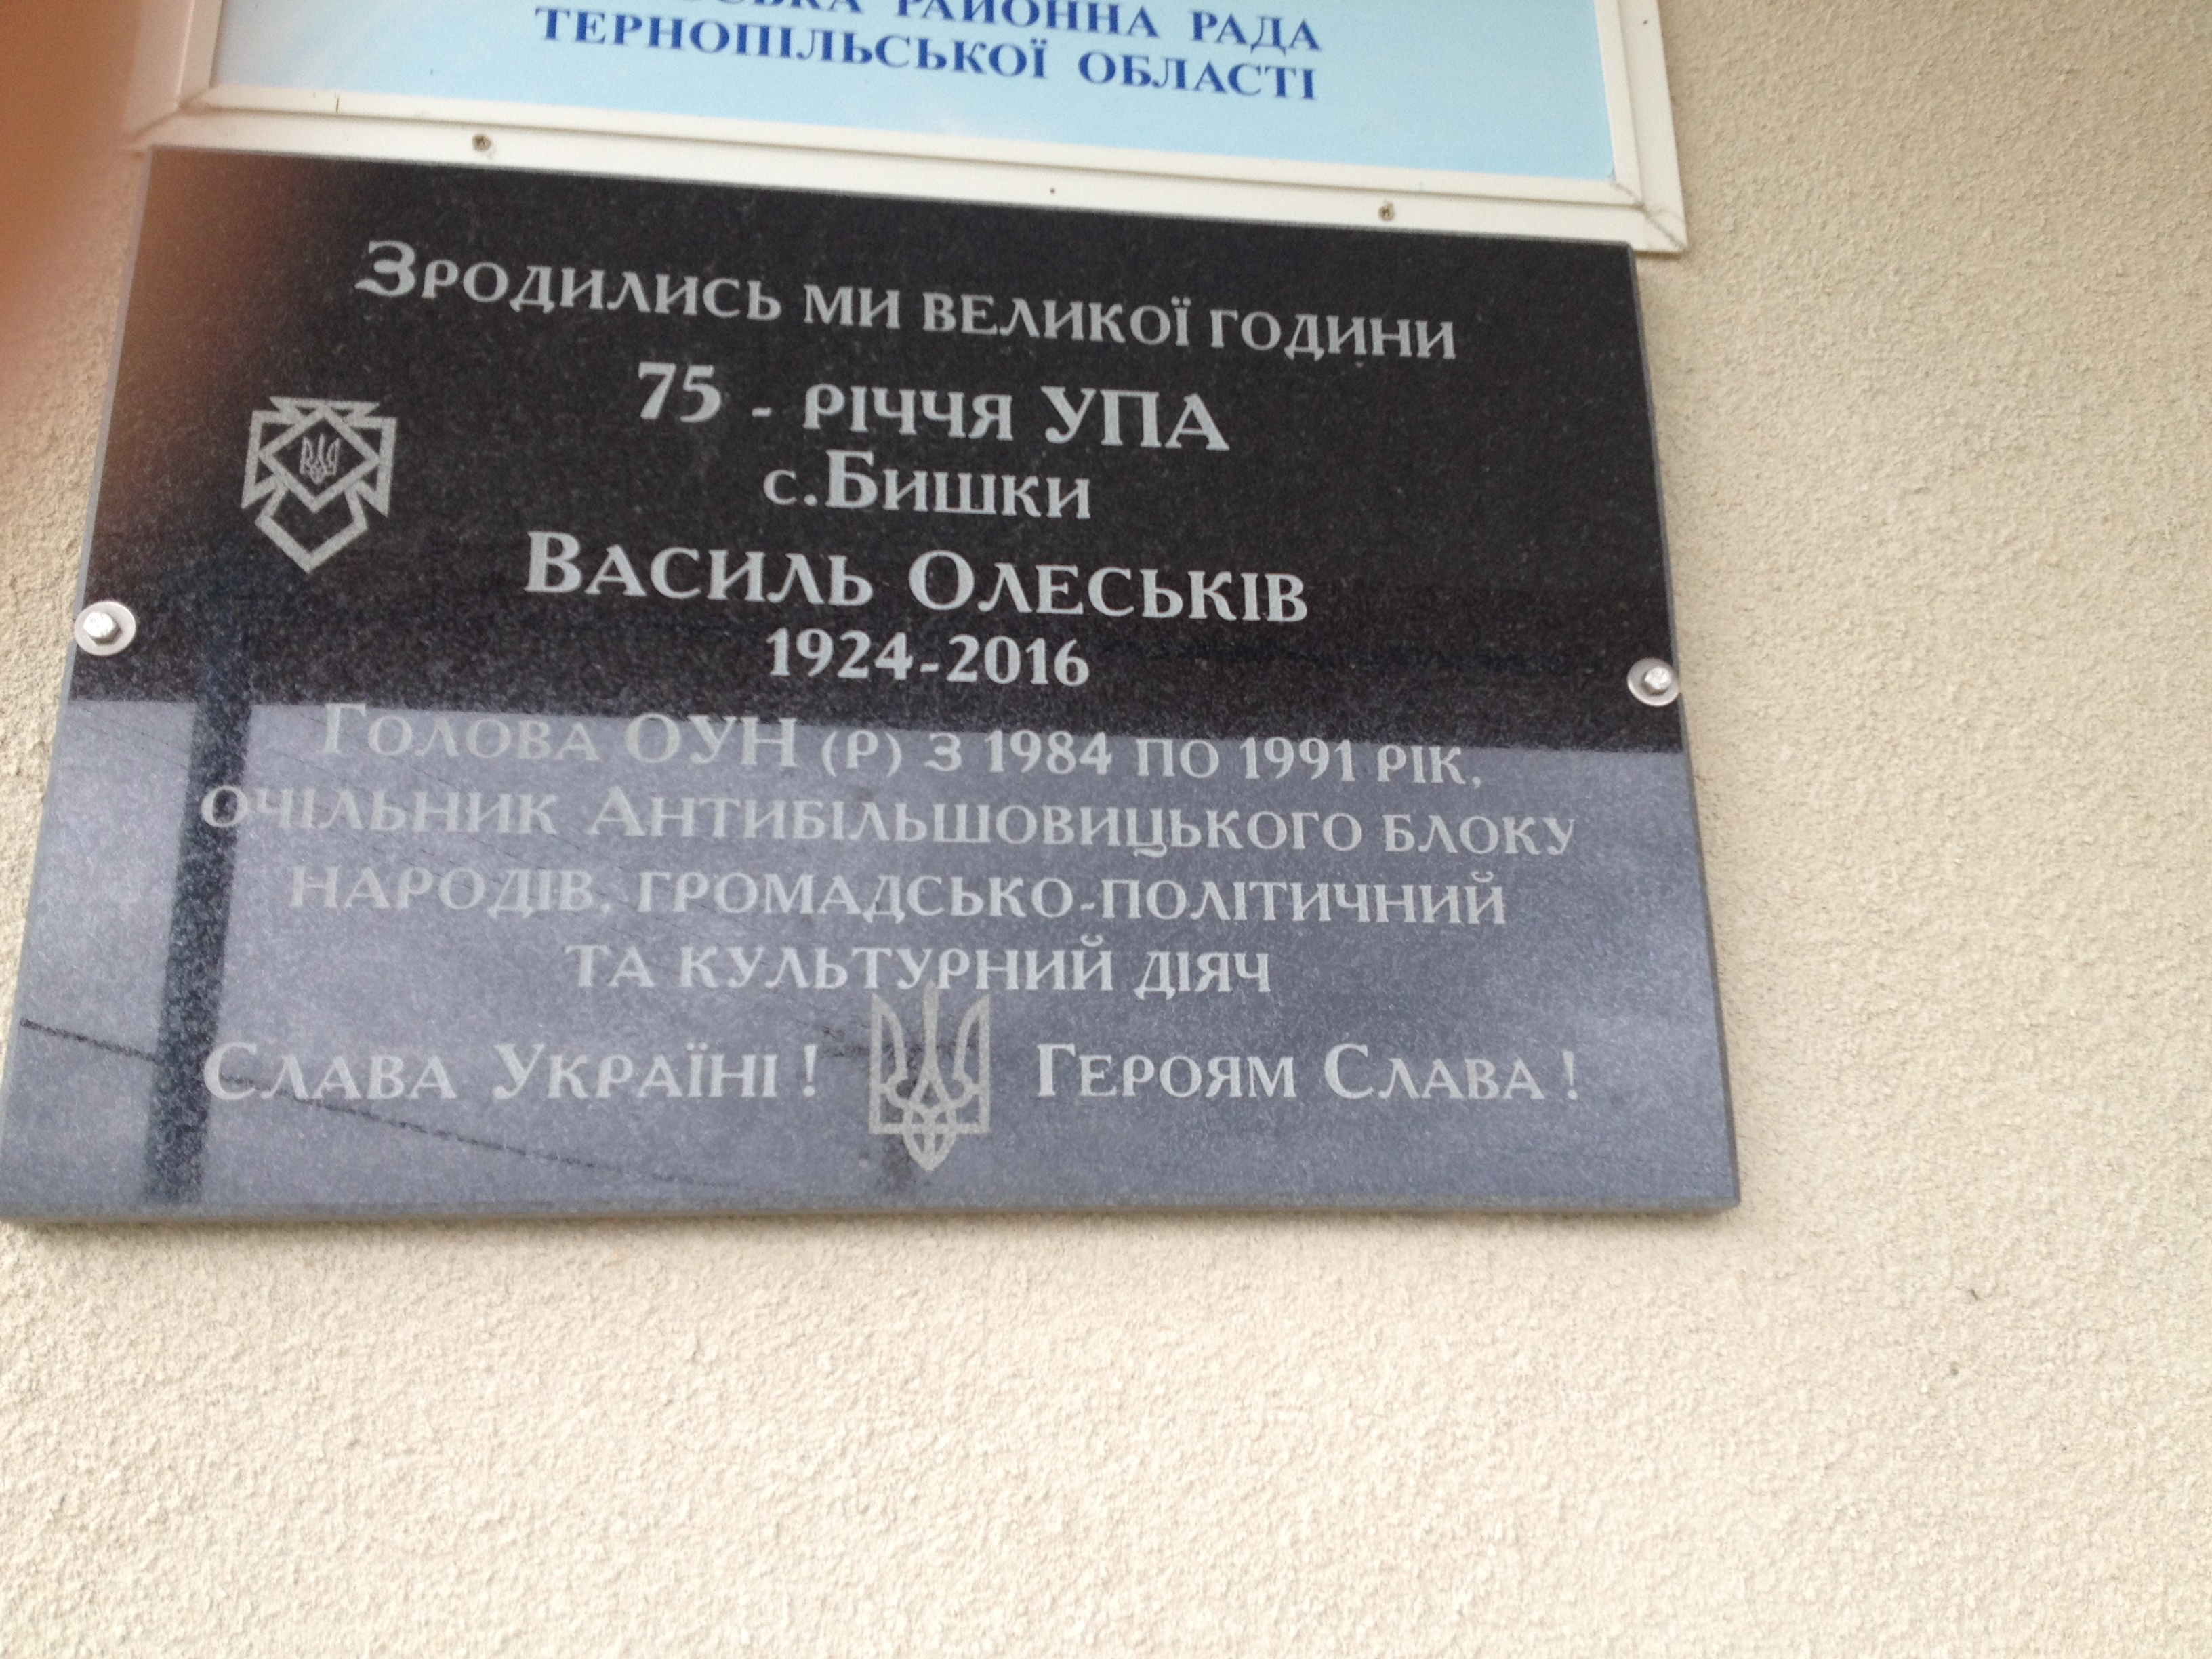 РАЙОННА РАДА
ТЕРНОПІЛЬСЬКОЇ ОБЛАСТІ
Зродились ми великої години
75 - річчя УПА
с.Бишки
Василь Олеськів
1924-2016
Голова ОУН (р) з 1984 по 1991 рік,
очільник Антибільшовицького блоку
народів, громадсько-політичний
та культурний діяч
Слава Україні ! Героям Слава !